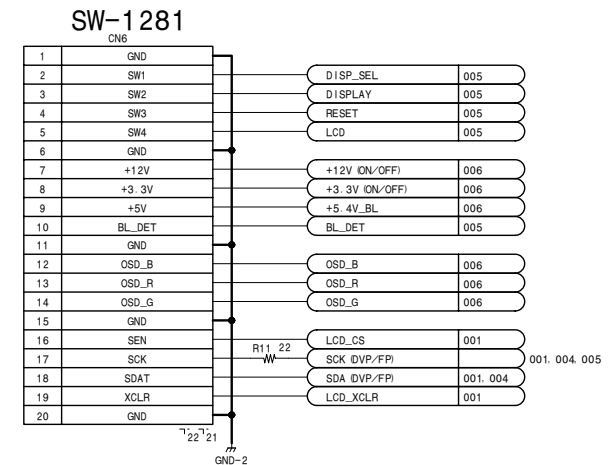 SW-1281
CN6
1 GND
2 SW1 DISP_SEL 005
3 SW2 DISPLAY 005
4 SW3 RESET 005
5 SW4 LCD 005
6 GND
7 +12V +12V (ON/OFF) 006
8 +3.3V +3.3V (ON/OFF) 006
9 +5V +5.4V_BL 006
10 BL_DET BL_DET 005
11 GND
12 OSD_B OSD_B 006
13 OSD_R OSD_R 006
14 OSD_G OSD_G 006
15 GND
16 SEN LCD_CS 001
17 SCK R11 22 SCK (DVP/FP) 001. 004. 005
18 SDAT SDA (DVP/FP) 001. 004
19 XCLR LCD_XCLR 001
20 GND
22 21
GND-2